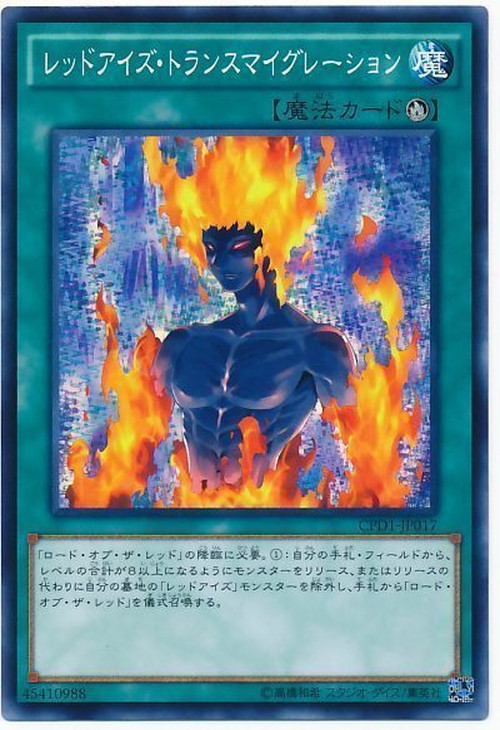 レッドアイズ・トランスマイグレーション
魔
【魔法カード】
CPD1-JP017
「ロード・オブ・ザ・レッド」の降臨に必要。①：自分の手札・フィールドから、
レベルの合計が８以上になるようにモンスターをリリース、またはリリースの
代わりに自分の墓地の「レッドアイズ」モンスターを除外し、手札から「ロード・
オブ・ザ・レッド」を儀式召喚する。
45410988
©高橋和希 スタジオ・ダイス/集英社